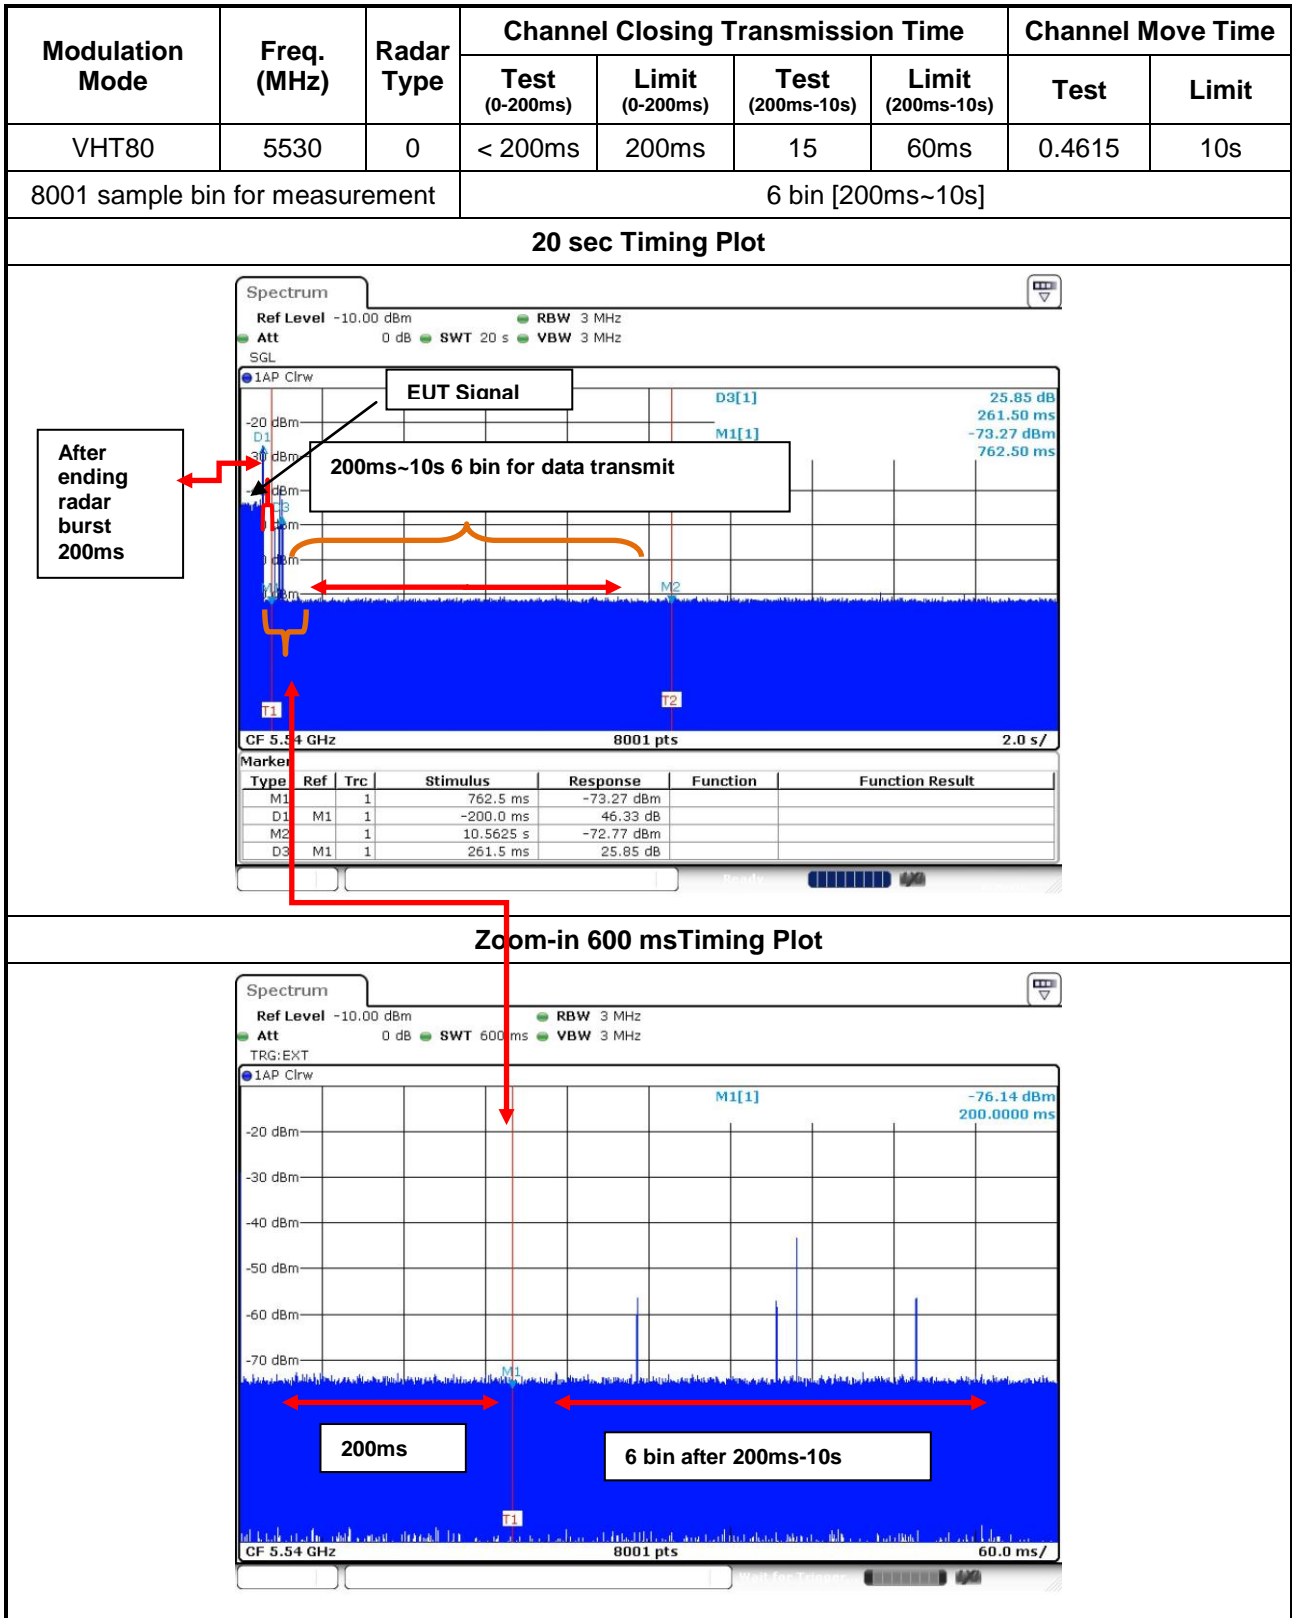 Modulation Mode
Freq. (MHz)
Radar Type
Channel Closing Transmission Time
Channel Move Time
Test (0-200ms)
Limit (0-200ms)
Test (200ms-10s)
Limit (200ms-10s)
Test
Limit
VHT80 5530 0 < 200ms 200ms 15 60ms 0.4615 10s
8001 sample bin for measurement 6 bin [200ms~10s]
20 sec Timing Plot
Spectrum
Ref Level -10.00 dBm RBW 3 MHz
Att 0 dB SWT 20 s VBW 3 MHz
SGL
1AP Clrw
EUT Signal
D3[1] 25.85 dB
261.50 ms
M1[1] -73.27 dBm
762.50 ms
-20 dBm
D1
After
ending
radar
burst
200ms
200ms~10s 6 bin for data transmit
D3
M2
T1
T2
CF 5.54 GHz 8001 pts 2.0 s/
Marker
Type Ref Trc Stimulus Response Function Function Result
M1 1 762.5 ms -73.27 dBm
D1 M1 1 -200.0 ms 46.33 dB
M2 1 10.5625 s -72.77 dBm
D3 M1 1 261.5 ms 25.85 dB
Ready
Zoom-in 600 msTiming Plot
Spectrum
Ref Level -10.00 dBm RBW 3 MHz
Att 0 dB SWT 600 ms VBW 3 MHz
TRG:EXT
1AP Clrw
M1[1] -76.14 dBm
200.0000 ms
-20 dBm
-30 dBm
-40 dBm
-50 dBm
-60 dBm
-70 dBm
M1
200ms
6 bin after 200ms-10s
T1
CF 5.54 GHz 8001 pts 60.0 ms/
Wait for Trigger